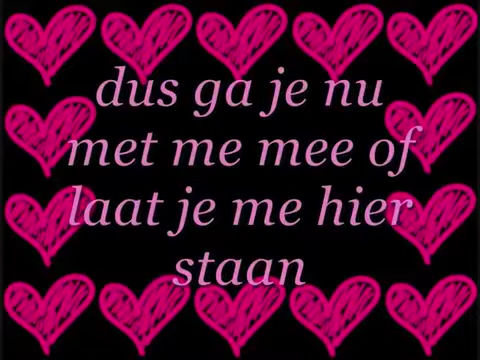 dus ga je nu
met me mee of
laat je me hier
staan